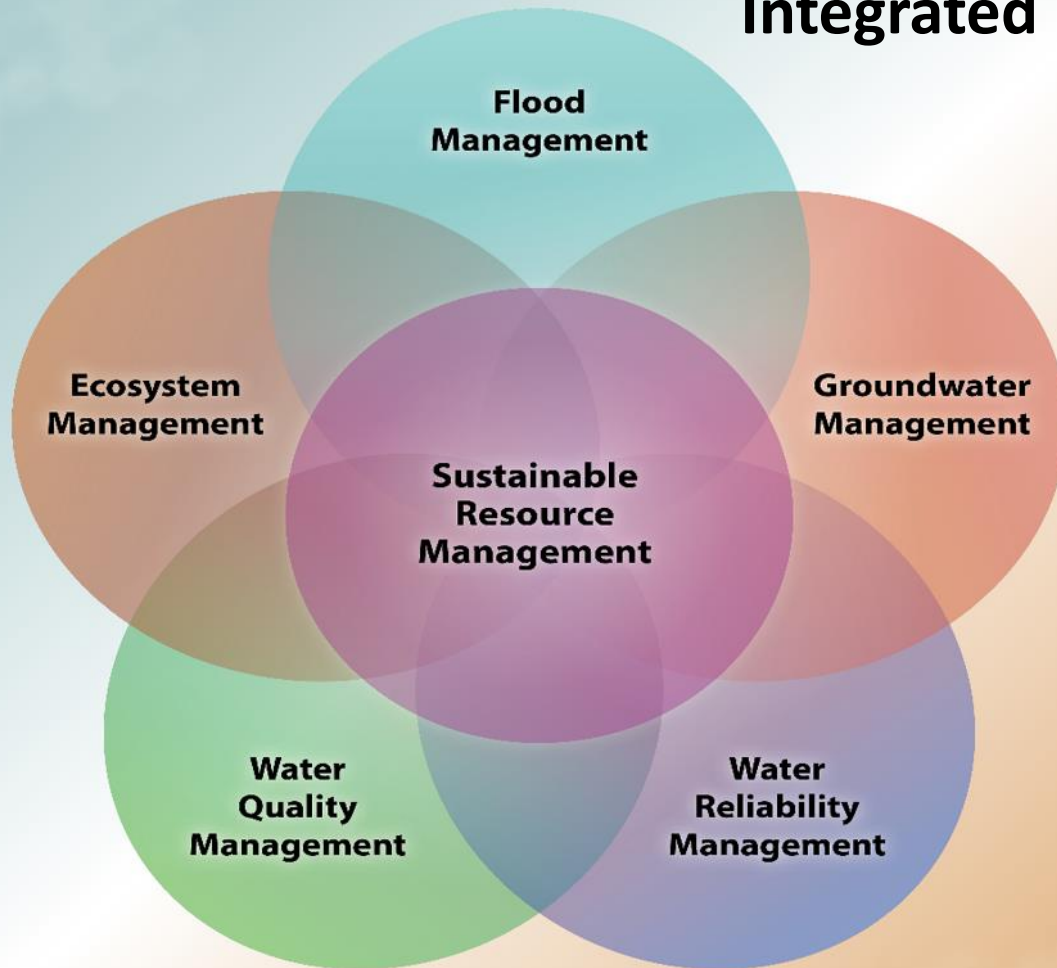 Integrated
Flood
Management
Ecosystem
Management
Groundwater
Management
Sustainable
Resource
Management
Water
Quality
Management
Water
Reliability
Management